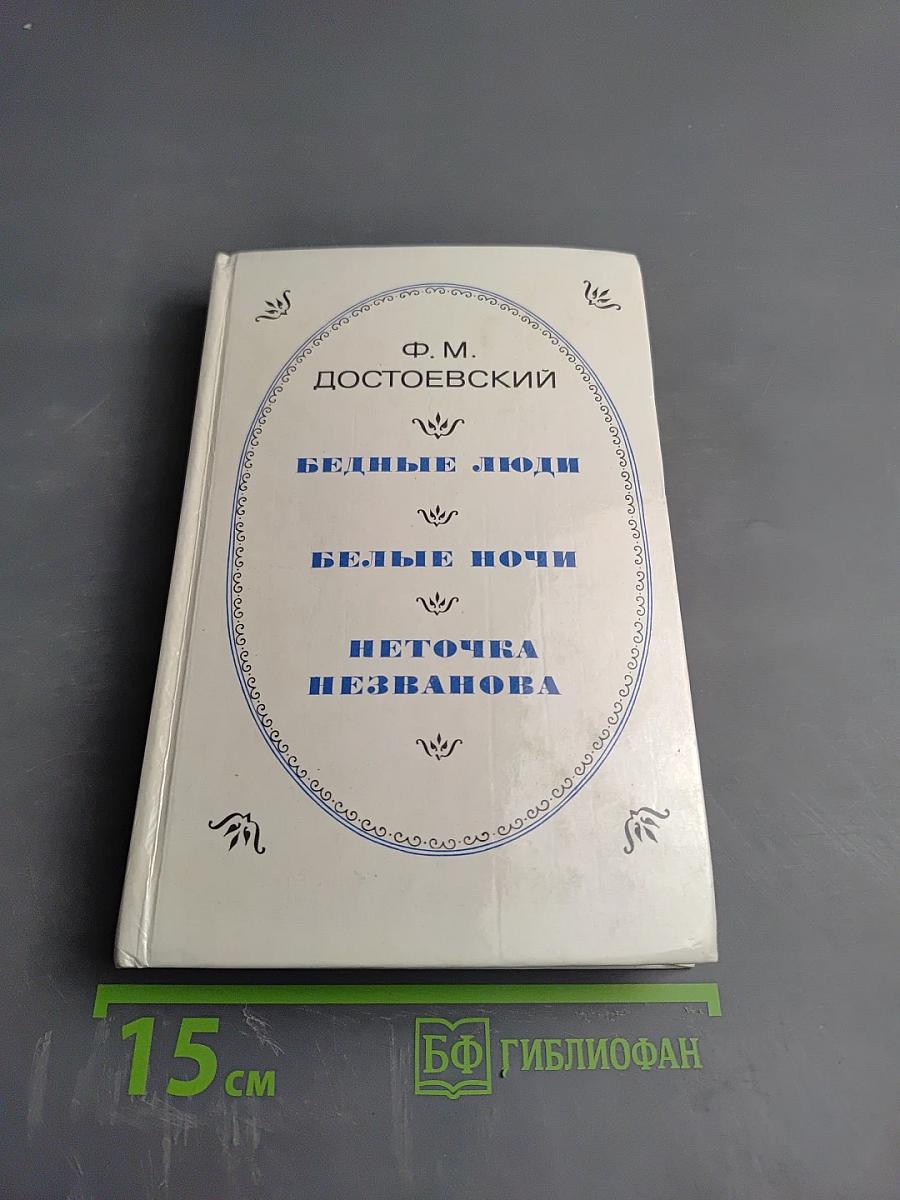 Ф. М.
ДОСТОЕВСКИЙ
БЕДНЫЕ ЛЮДИ
БЕЛЫЕ НОЧИ
НЕТОЧКА
НЕЗВАНОВА
15 см
БФ ГИБЛИОФАН